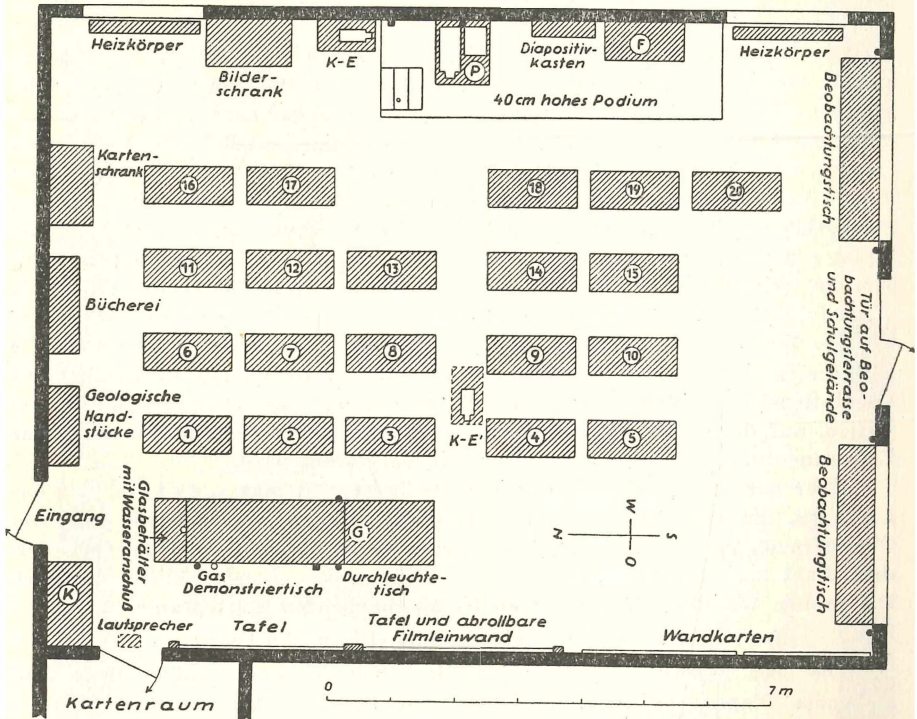 Heizkörper
Bilder-
schrank
K-E
P
Diapositiv-
kasten
F
Heizkörper
40cm hohes Podium
Beobachtungstisch
Karten-
schrank
16
17
18
19
20
11
12
13
14
15
Bücherei
Tür auf Beo-
bachtungsterrasse
und Schulgelände
6
7
8
9
10
Geologische
Hand-
stücke
1
2
3
K-E'
4
5
Eingang
Glasbehälter
mit Wasseranschluß
G
W
N
S
O
Beobachtungstisch
K
Gas
Demonstriertisch
Durchleuchte-
tisch
Lautsprecher
Tafel
Tafel und abrollbare
Filmleinwand
Wandkarten
Kartenraum
0
7m